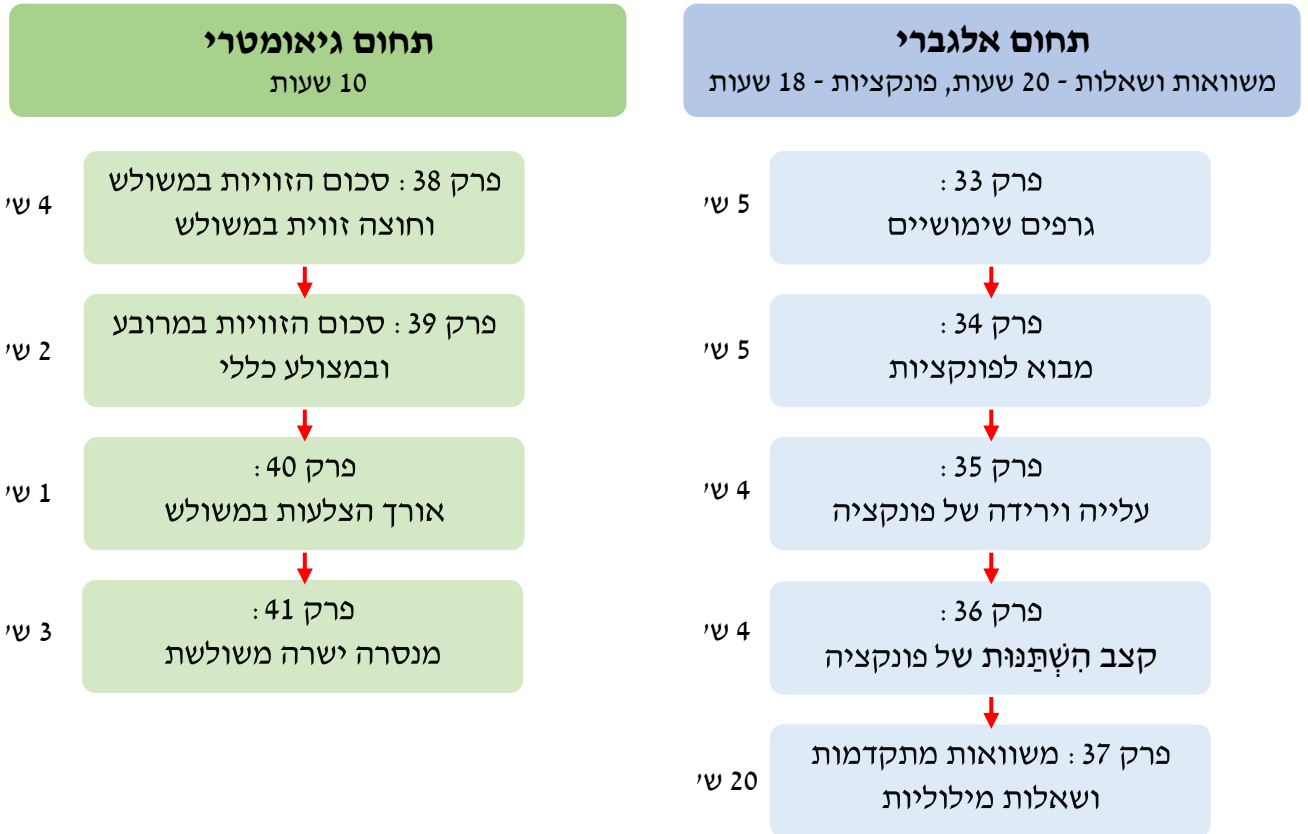 תחום אלגברי
משוואות ושאלות - 20 שעות, פונקציות - 18 שעות
פרק 33 :
גרפים שימושיים
5 ש'
פרק 34 :
מבוא לפונקציות
5 ש'
פרק 35 :
עלייה וירידה של פונקציה
4 ש'
פרק 36 :
קצב הִשְׁתַּנּוּת של פונקציה
4 ש'
פרק 37 : משוואות מתקדמות
ושאלות מילוליות
20 ש'
תחום גיאומטרי
10 שעות
פרק 38 : סכום הזוויות במשולש
וחוצה זווית במשולש
4 ש'
פרק 39 : סכום הזוויות במרובע
ובמצולע כללי
2 ש'
פרק 40 :
אורך הצלעות במשולש
1 ש'
פרק 41 :
מנסרה ישרה משולשת
3 ש'